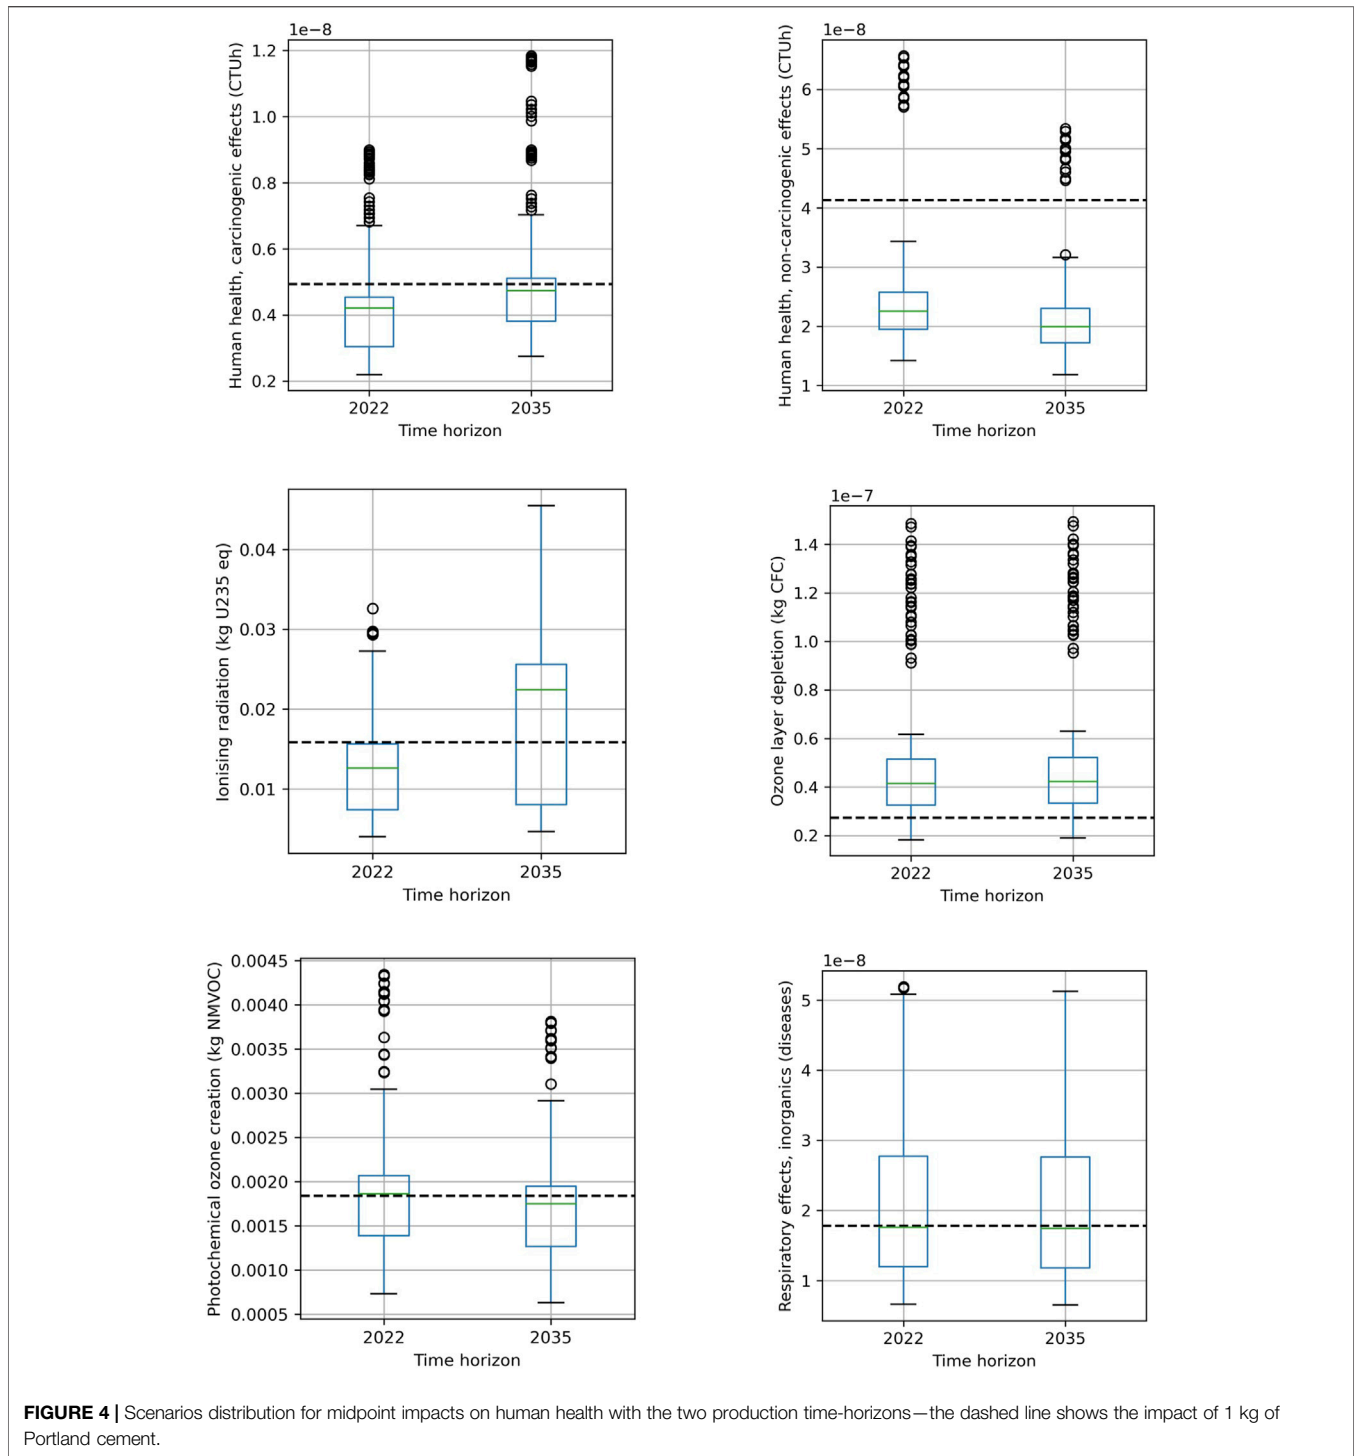 1e−8
Human health, carcinogenic effects (CTUh)
1.2
1.0
0.8
0.6
0.4
0.2
2022 2035
Time horizon
1e−8
Human health, non-carcinogenic effects (CTUh)
6
5
4
3
2
1
2022 2035
Time horizon
Ionising radiation (kg U235 eq)
0.04
0.03
0.02
0.01
2022 2035
Time horizon
1e−7
Ozone layer depletion (kg CFC)
1.4
1.2
1.0
0.8
0.6
0.4
0.2
2022 2035
Time horizon
Photochemical ozone creation (kg NMVOC)
0.0045
0.0040
0.0035
0.0030
0.0025
0.0020
0.0015
0.0010
0.0005
2022 2035
Time horizon
1e−8
Respiratory effects, inorganics (diseases)
5
4
3
2
1
2022 2035
Time horizon
FIGURE 4 | Scenarios distribution for midpoint impacts on human health with the two production time-horizons—the dashed line shows the impact of 1 kg of
Portland cement.